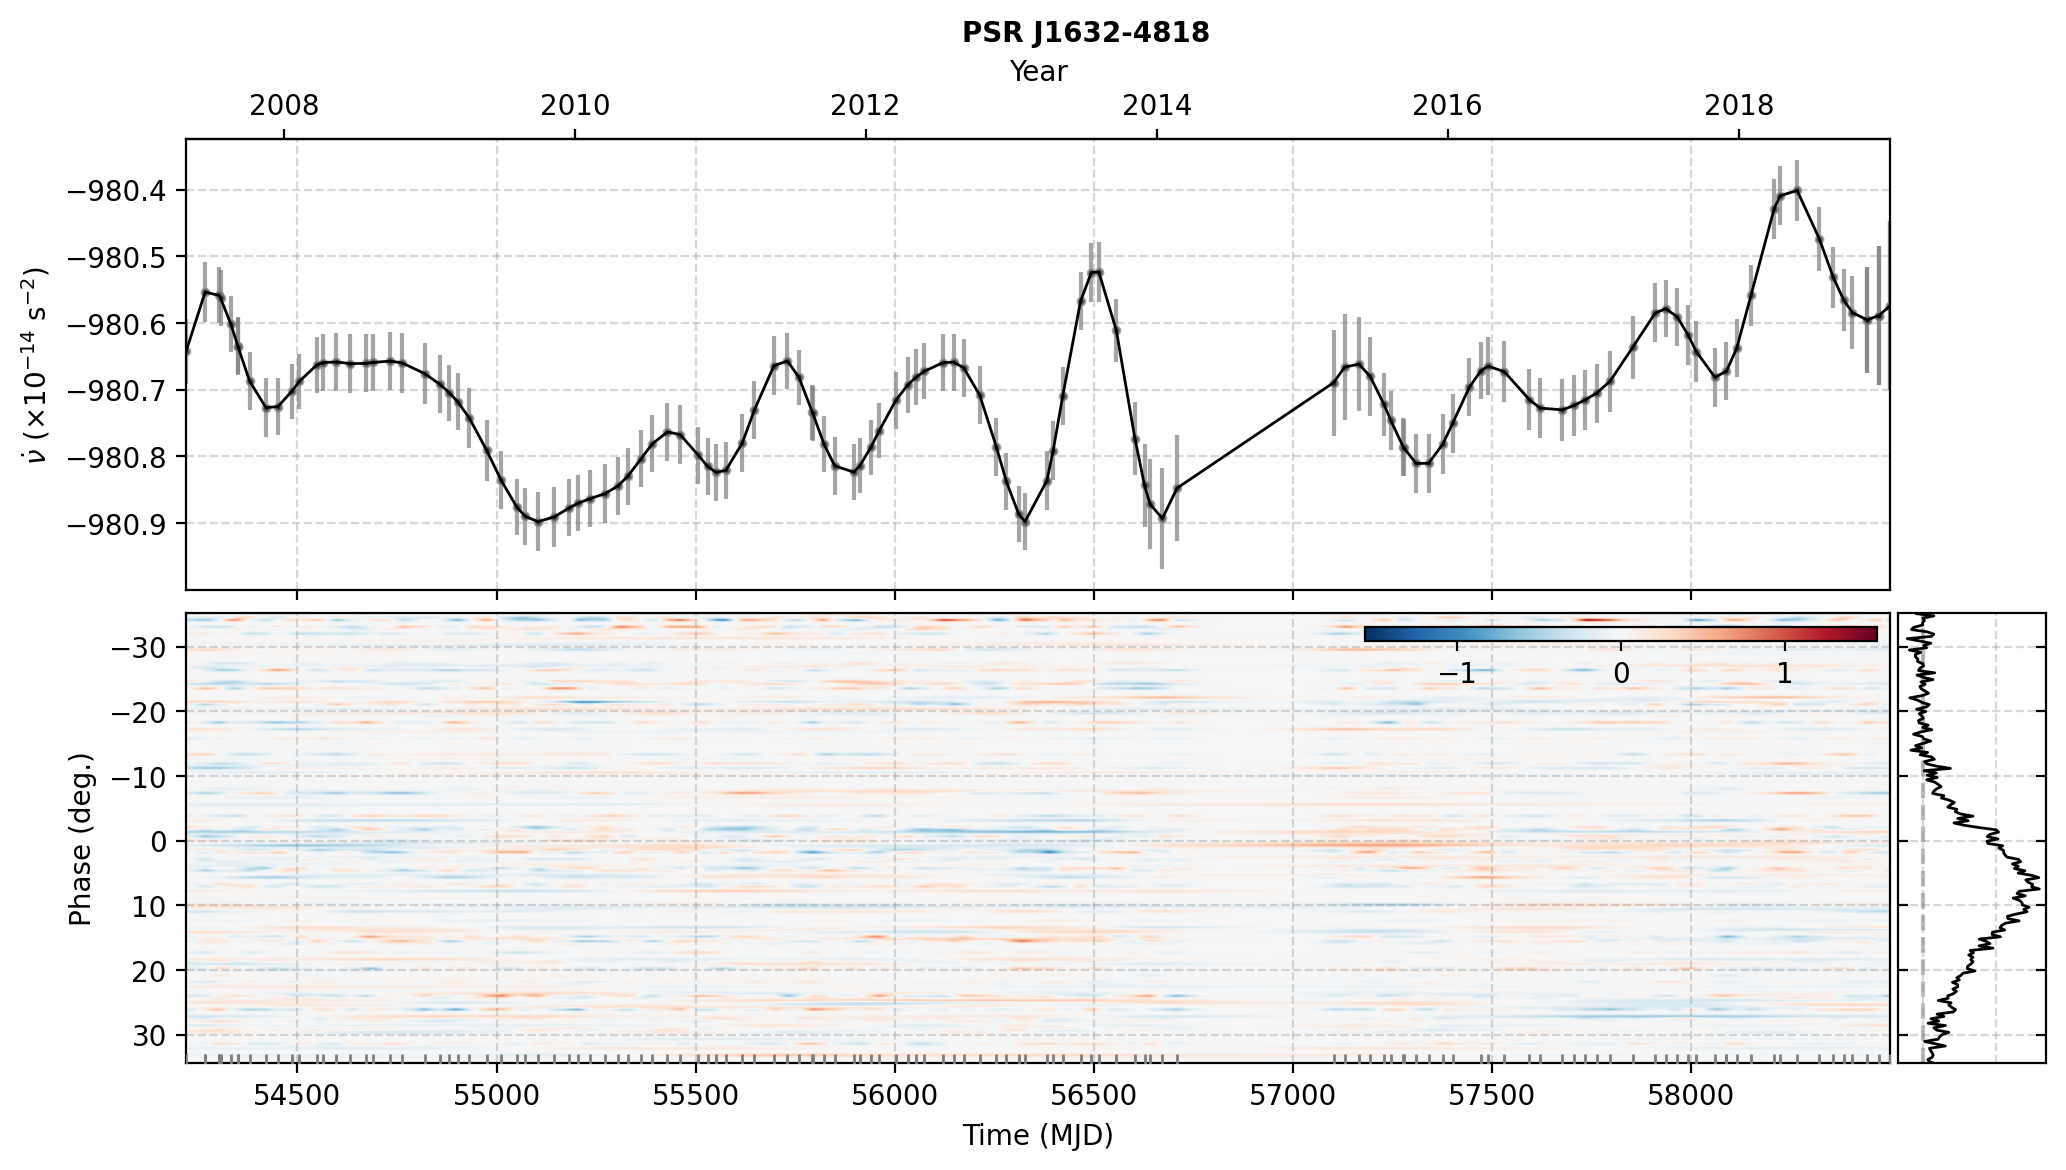 PSR J1632-4818
Year
2008 2010 2012 2014 2016 2018
−980.4
−980.5
−980.6
−980.7
−980.8
−980.9
ν̇ (×10⁻¹⁴ s⁻²)
−1 0 1
−30
−20
−10
0
10
20
30
Phase (deg.)
54500 55000 55500 56000 56500 57000 57500 58000
Time (MJD)